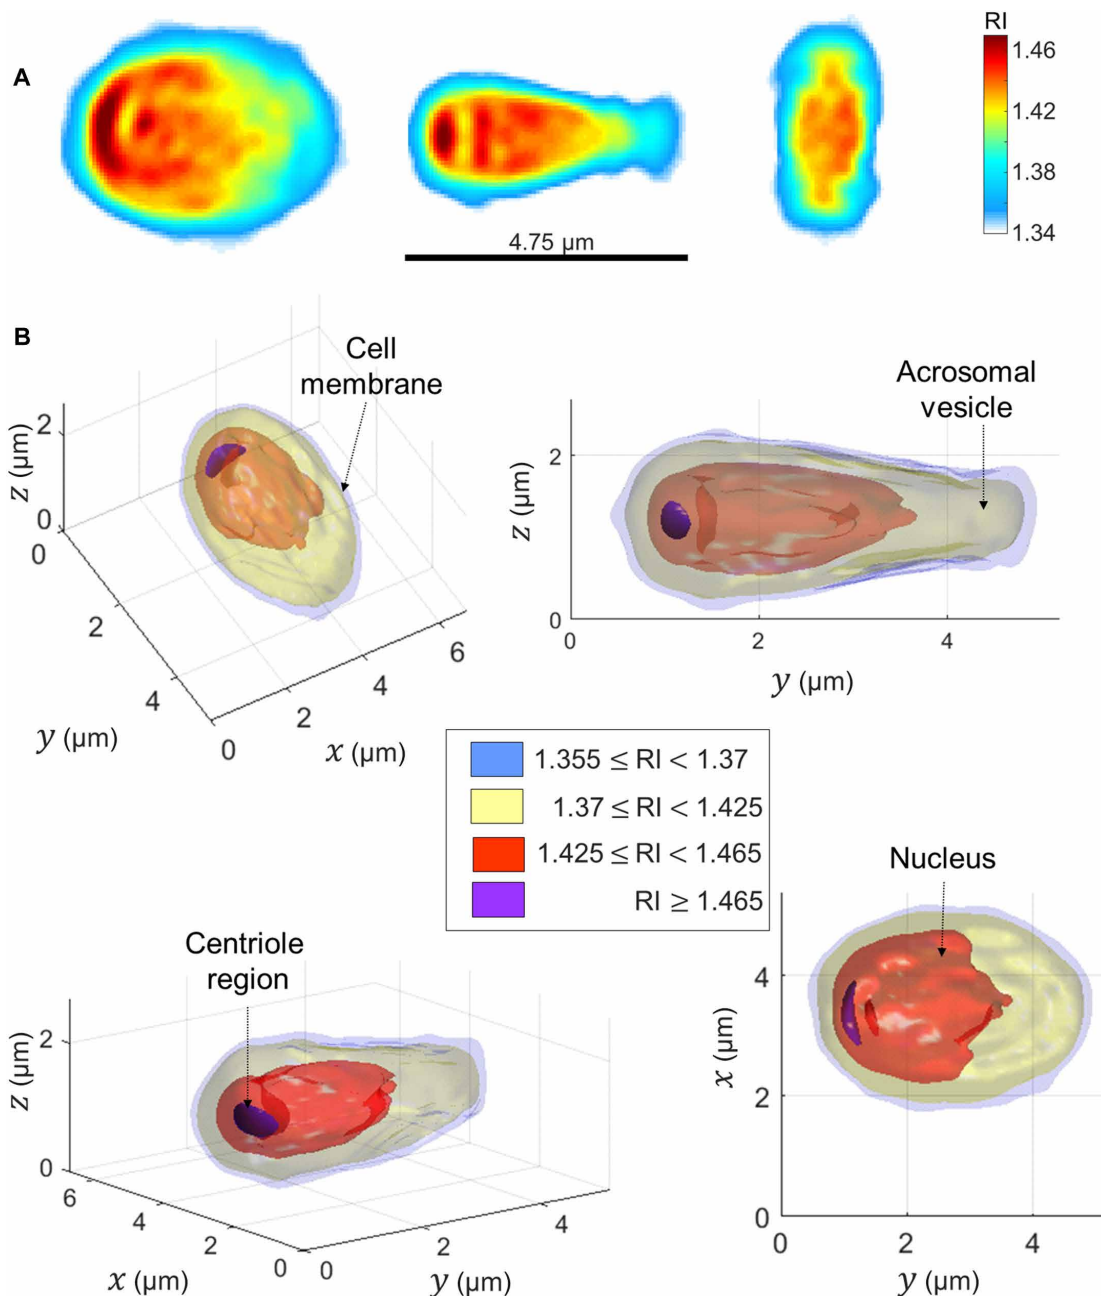 A
RI
1.46
1.42
1.38
1.34
4.75 µm
B
Cell
membrane
z (µm)
2
0
0
2
4
y (µm)
0
2
4
6
x (µm)
Acrosomal
vesicle
z (µm)
2
0
0
2
4
y (µm)
1.355 ≤ RI < 1.37
1.37 ≤ RI < 1.425
1.425 ≤ RI < 1.465
RI ≥ 1.465
Centriole
region
z (µm)
2
0
6
4
2
0
x (µm)
0
2
4
y (µm)
Nucleus
x (µm)
4
2
0
0
2
4
y (µm)